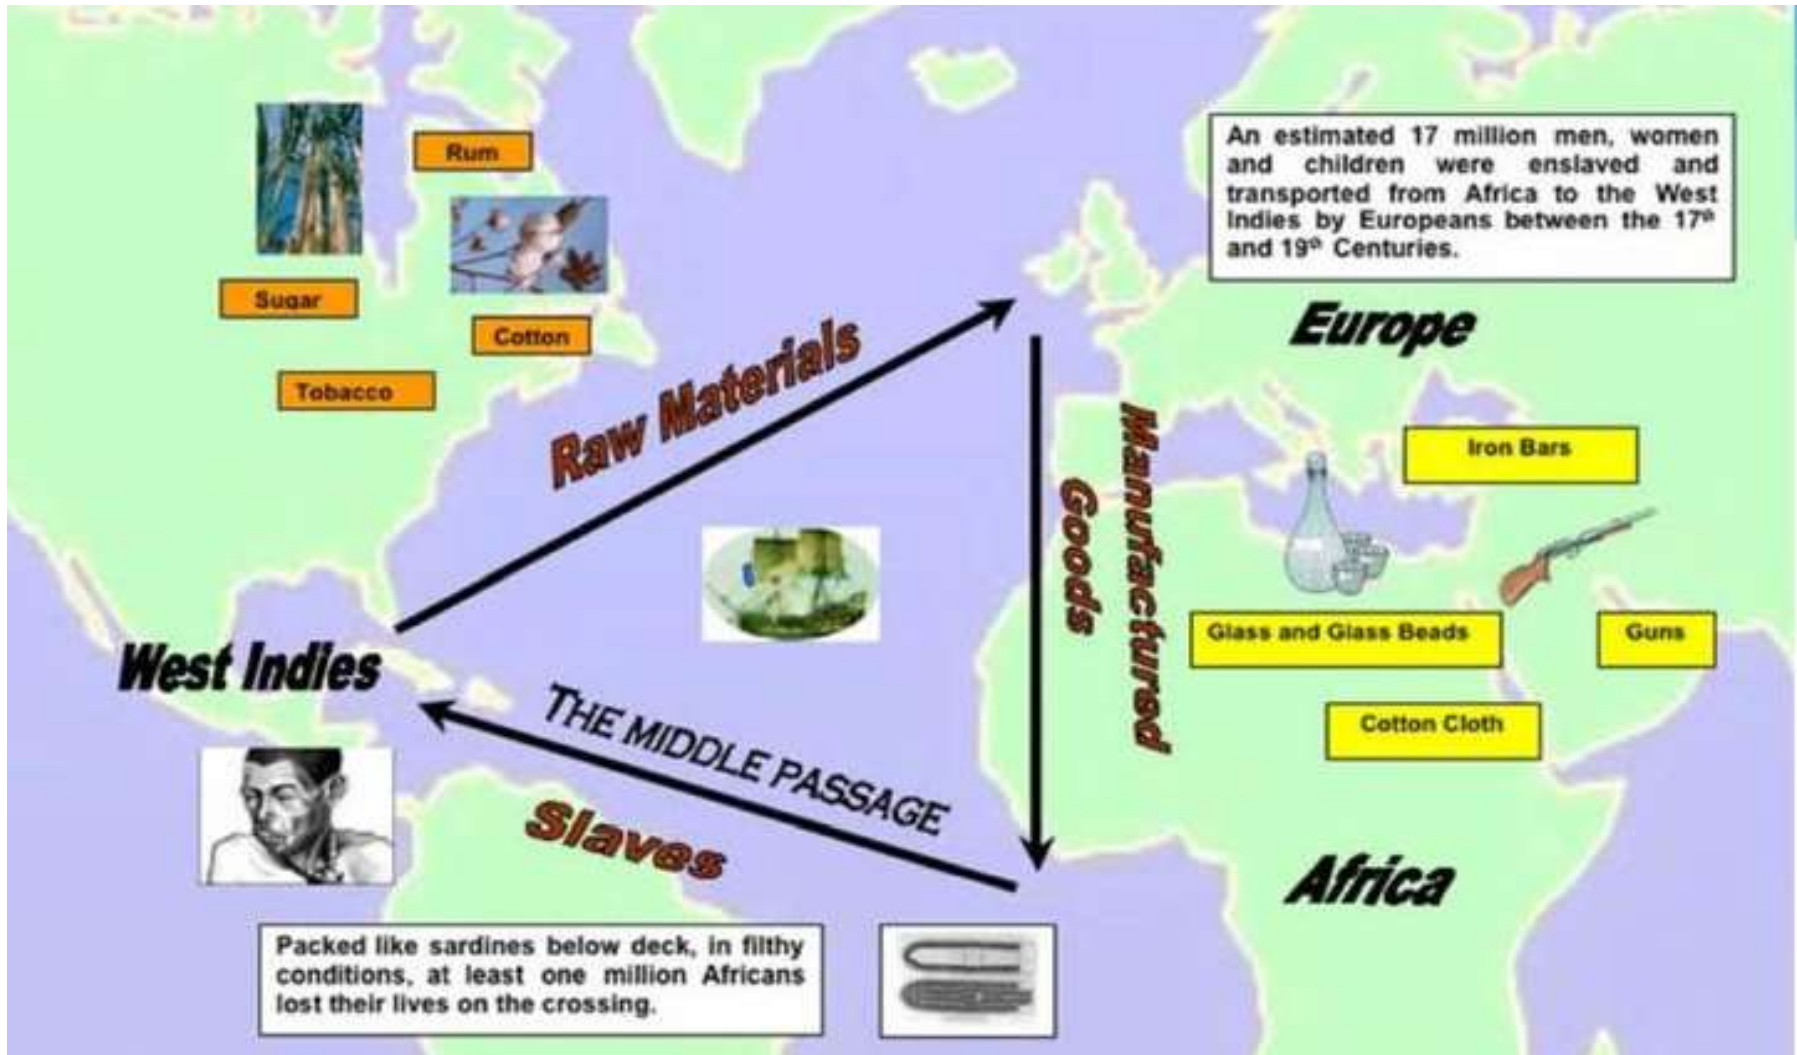 Rum
An estimated 17 million men, women
and children were enslaved and
transported from Africa to the West
Indies by Europeans between the 17th
and 19th Centuries.
Sugar
Cotton
Tobacco
Raw Materials
Europe
Manufactured
Goods
Iron Bars
Glass and Glass Beads
Guns
Cotton Cloth
West Indies
THE MIDDLE PASSAGE
Slaves
Africa
Packed like sardines below deck, in filthy
conditions, at least one million Africans
lost their lives on the crossing.